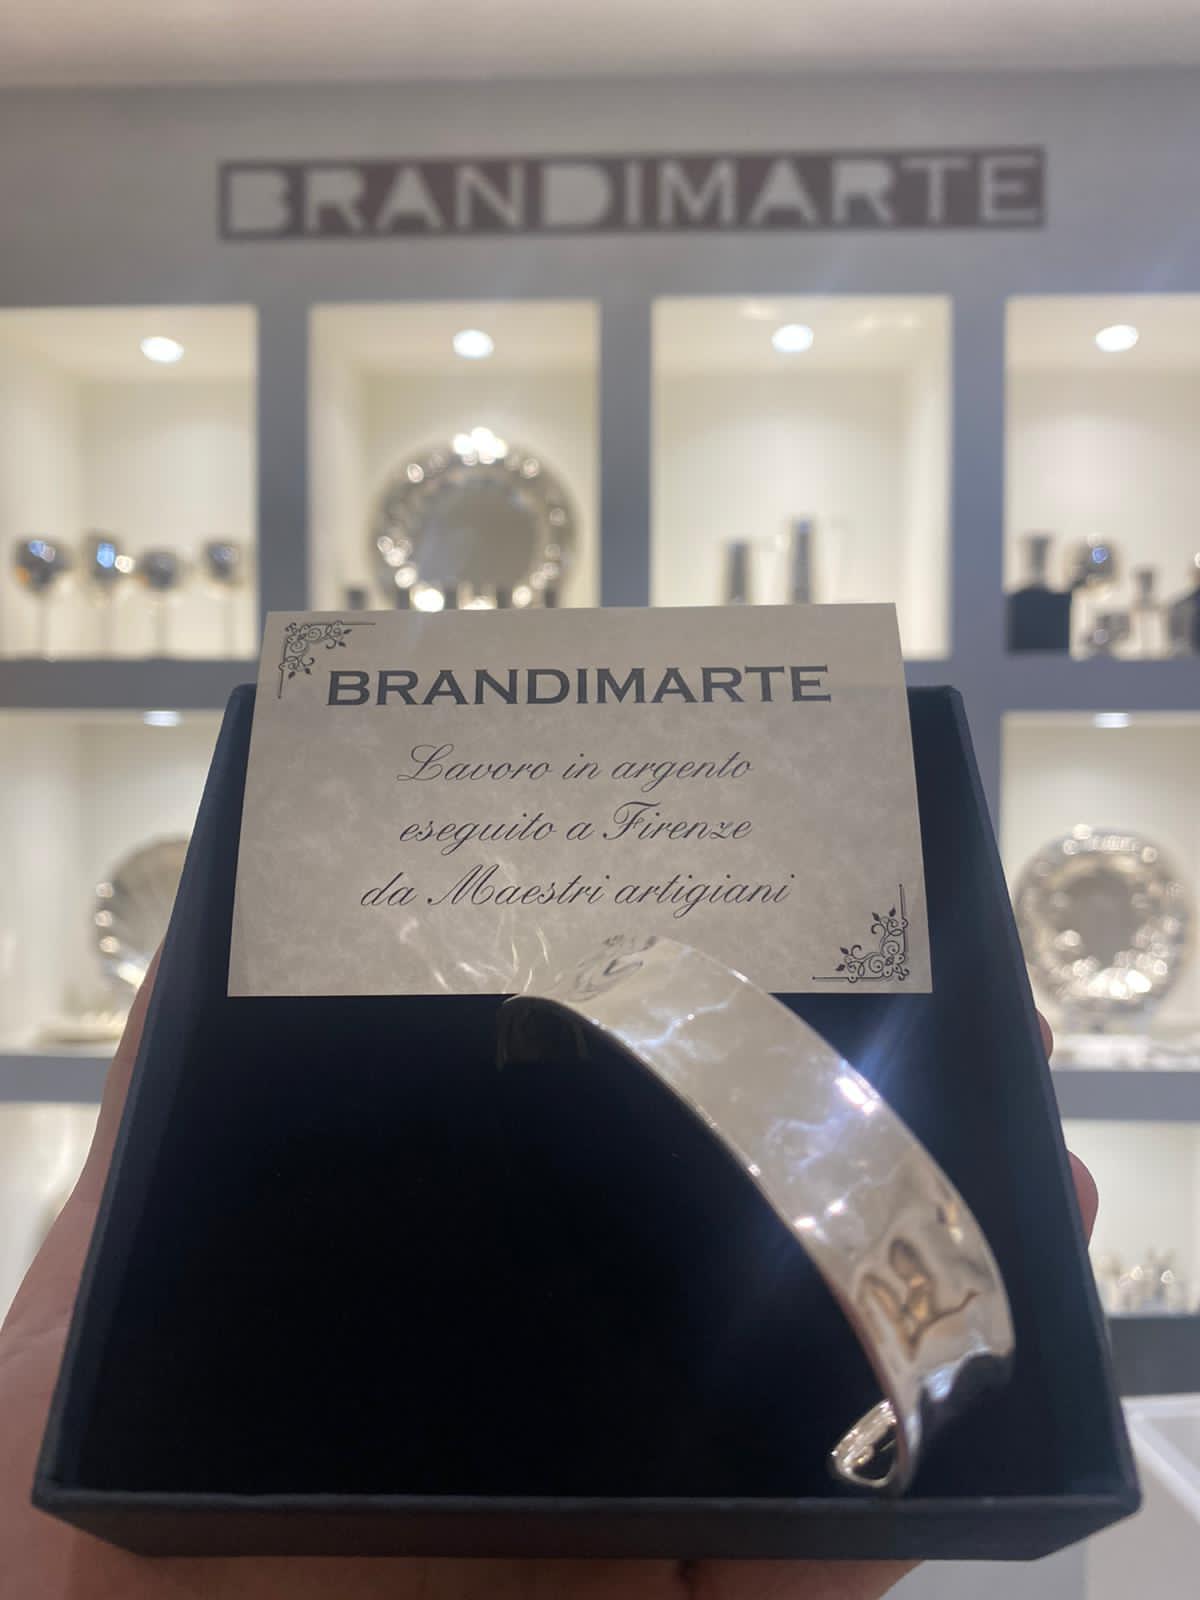 BRANDIMARTE
BRANDIMARTE
Lavoro in argento
eseguito a Firenze
da Maestri artigiani